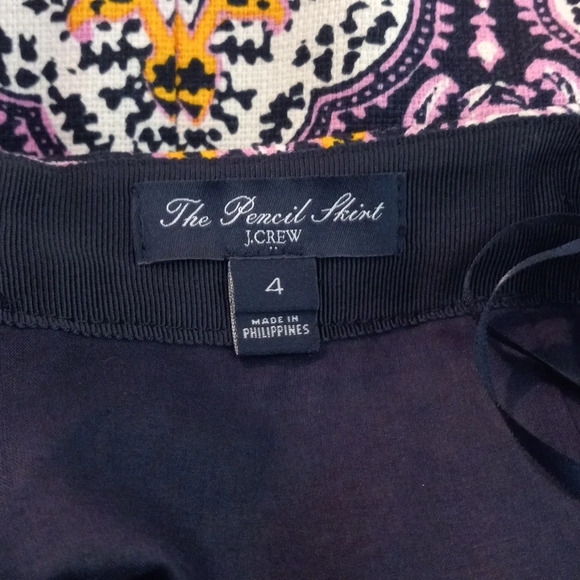 The Pencil Skirt
J.CREW
4
MADE IN
PHILIPPINES